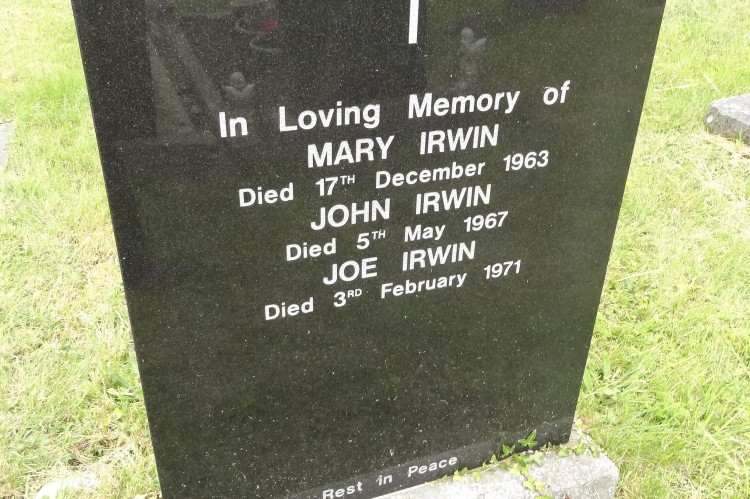 In Loving Memory of
MARY IRWIN
Died 17TH December 1963
JOHN IRWIN
Died 5TH May 1967
JOE IRWIN
Died 3RD February 1971
Rest in Peace